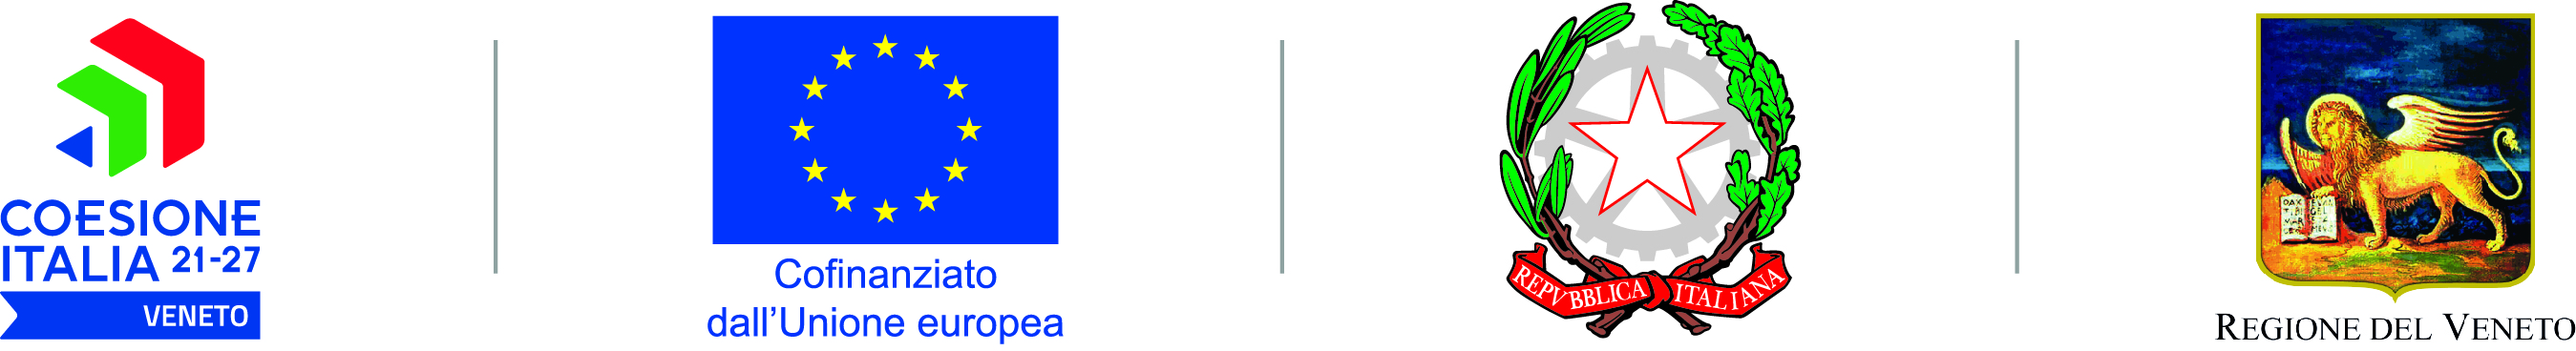 COESIONE
ITALIA 21-27
VENETO
Cofinanziato
dall'Unione europea
REPVBBLICA ITALIANA
REGIONE DEL VENETO